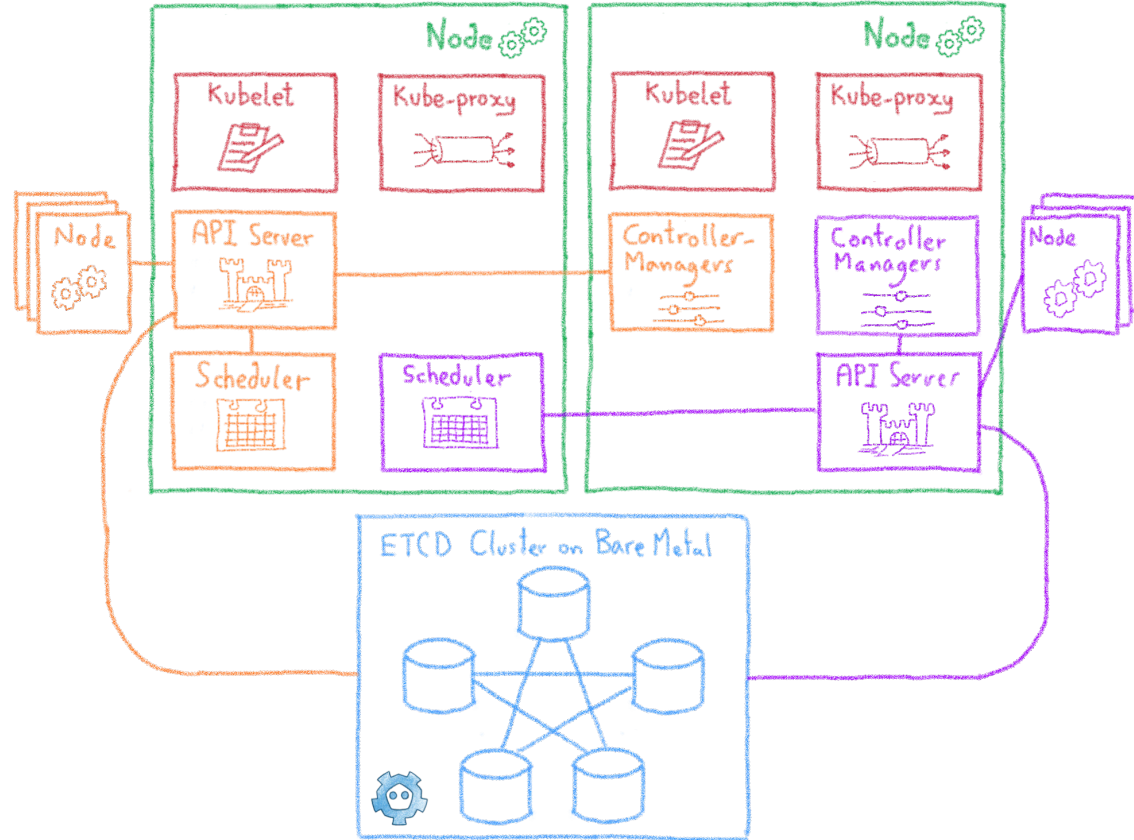 Node
Kubelet
Kube-proxy
Node
API Server
Scheduler
Scheduler
Node
Kubelet
Kube-proxy
Controller-
Managers
Controller
Managers
API Server
Node
ETCD Cluster on Bare Metal